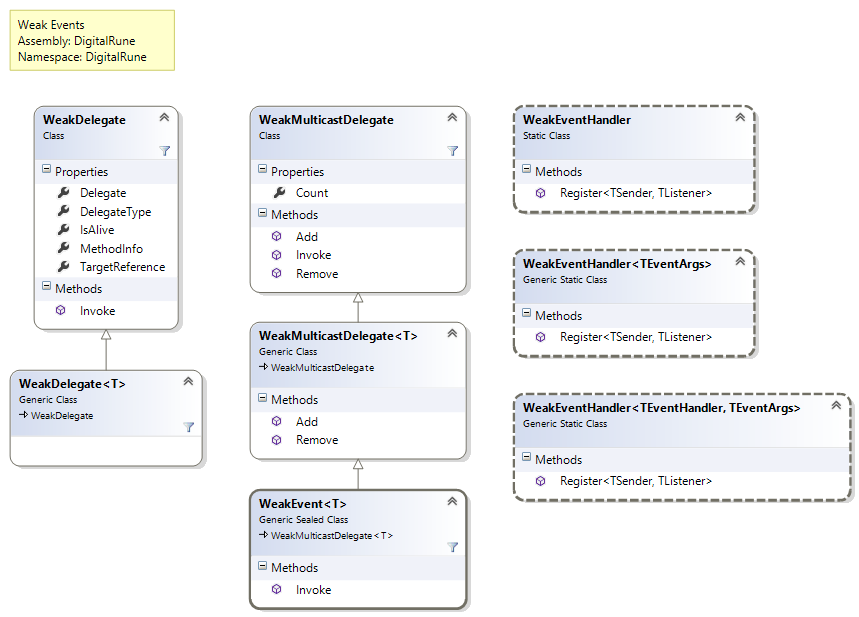 Weak Events
Assembly: DigitalRune
Namespace: DigitalRune
WeakDelegate
Class
Properties
Delegate
DelegateType
IsAlive
MethodInfo
TargetReference
Methods
Invoke
WeakDelegate<T>
Generic Class
WeakDelegate
WeakMulticastDelegate
Class
Properties
Count
Methods
Add
Invoke
Remove
WeakMulticastDelegate<T>
Generic Class
WeakMulticastDelegate
Methods
Add
Remove
WeakEvent<T>
Generic Sealed Class
WeakMulticastDelegate<T>
Methods
Invoke
WeakEventHandler
Static Class
Methods
Register<TSender, TListener>
WeakEventHandler<TEventArgs>
Generic Static Class
Methods
Register<TSender, TListener>
WeakEventHandler<TEventHandler, TEventArgs>
Generic Static Class
Methods
Register<TSender, TListener>